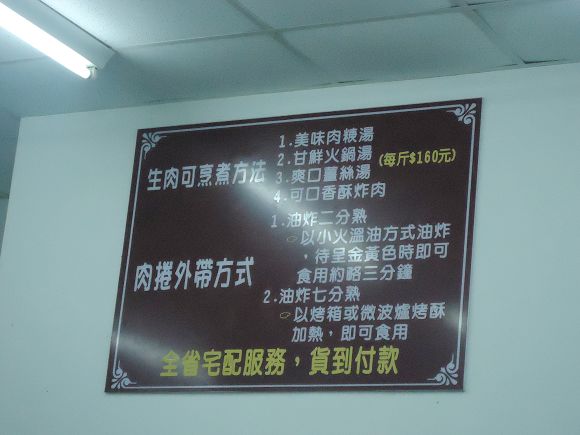 生肉可烹煮方法
1.美味肉粳湯
2.甘鮮火鍋湯
3.爽口薑絲湯
4.可口香酥炸肉
(每斤$160元)
肉捲外帶方式
1.油炸二分熟
☞以小火溫油方式油炸
，待呈金黃色時即可
食用約略三分鐘
2.油炸七分熟
☞以烤箱或微波爐烤酥
加熱，即可食用
全省宅配服務，貨到付款